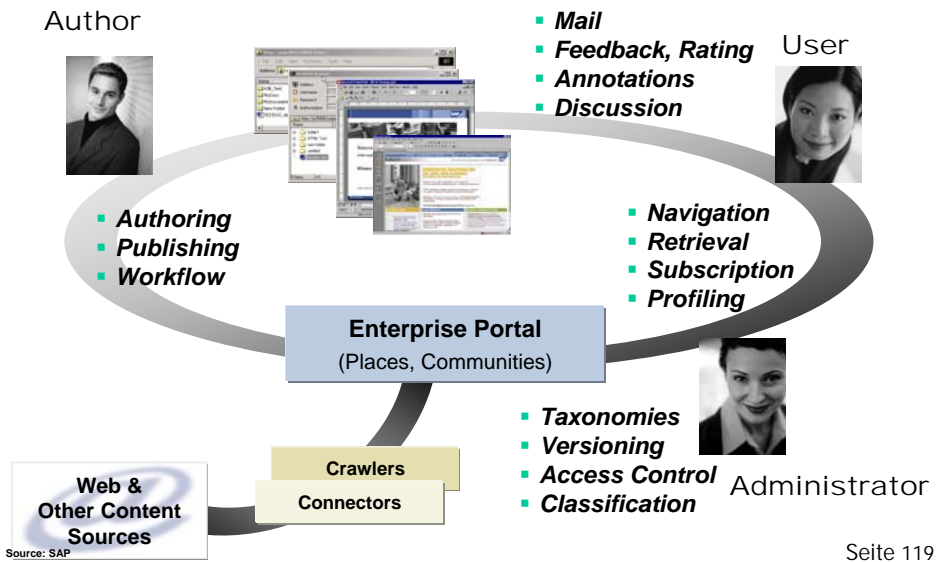 Author
Mail
Feedback, Rating
Annotations
Discussion
User
Authoring
Publishing
Workflow
Navigation
Retrieval
Subscription
Profiling
Enterprise Portal
(Places, Communities)
Taxonomies
Versioning
Access Control
Classification
Administrator
Crawlers
Connectors
Web &
Other Content
Sources
Source: SAP
Seite 119